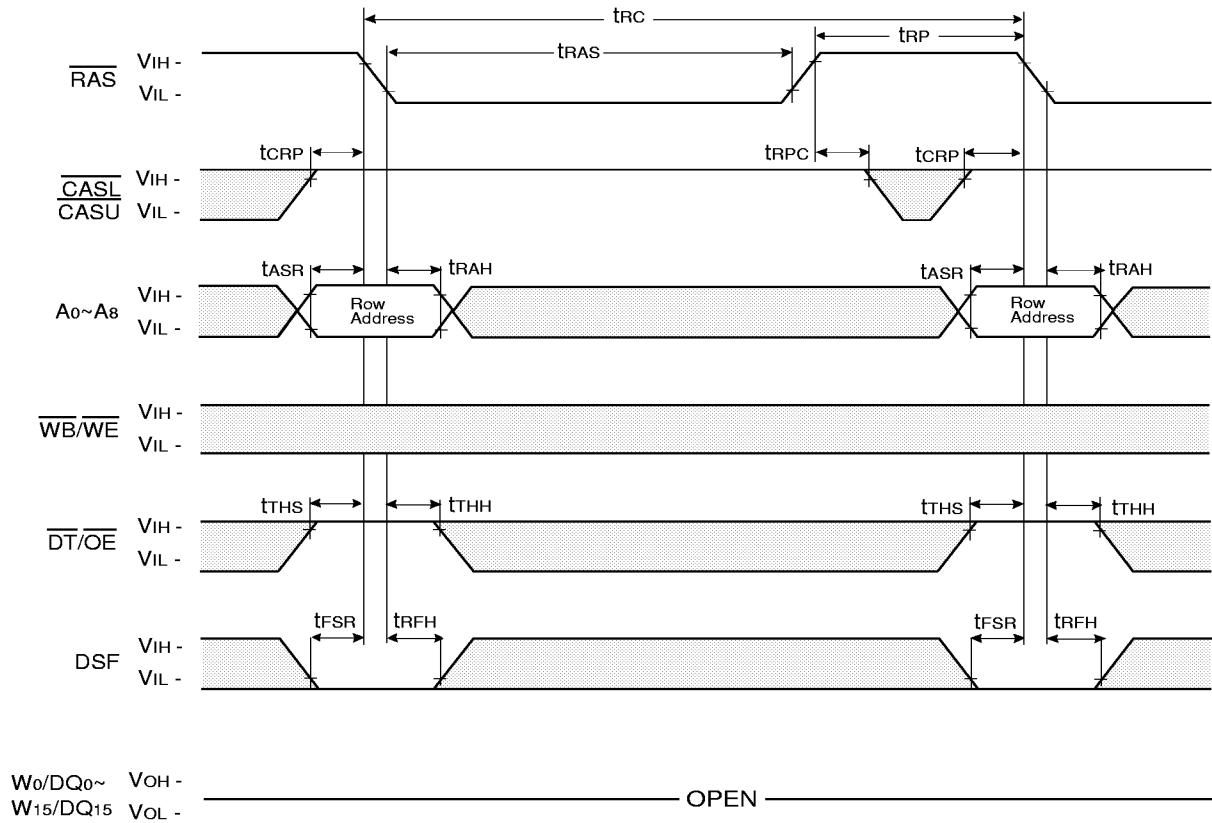 tRC
tRP
tRAS
RAS
VIH -
VIL -
tCRP
tRPC
tCRP
CASL
CASU
VIH -
VIL -
tASR
tRAH
tASR
tRAH
A0~A8
VIH -
VIL -
Row
Address
Row
Address
WB/WE
VIH -
VIL -
tTHS
tTHH
tTHS
tTHH
DT/OE
VIH -
VIL -
tFSR
tRFH
tFSR
tRFH
DSF
VIH -
VIL -
W0/DQ0~
W15/DQ15
VOH -
VOL -
OPEN